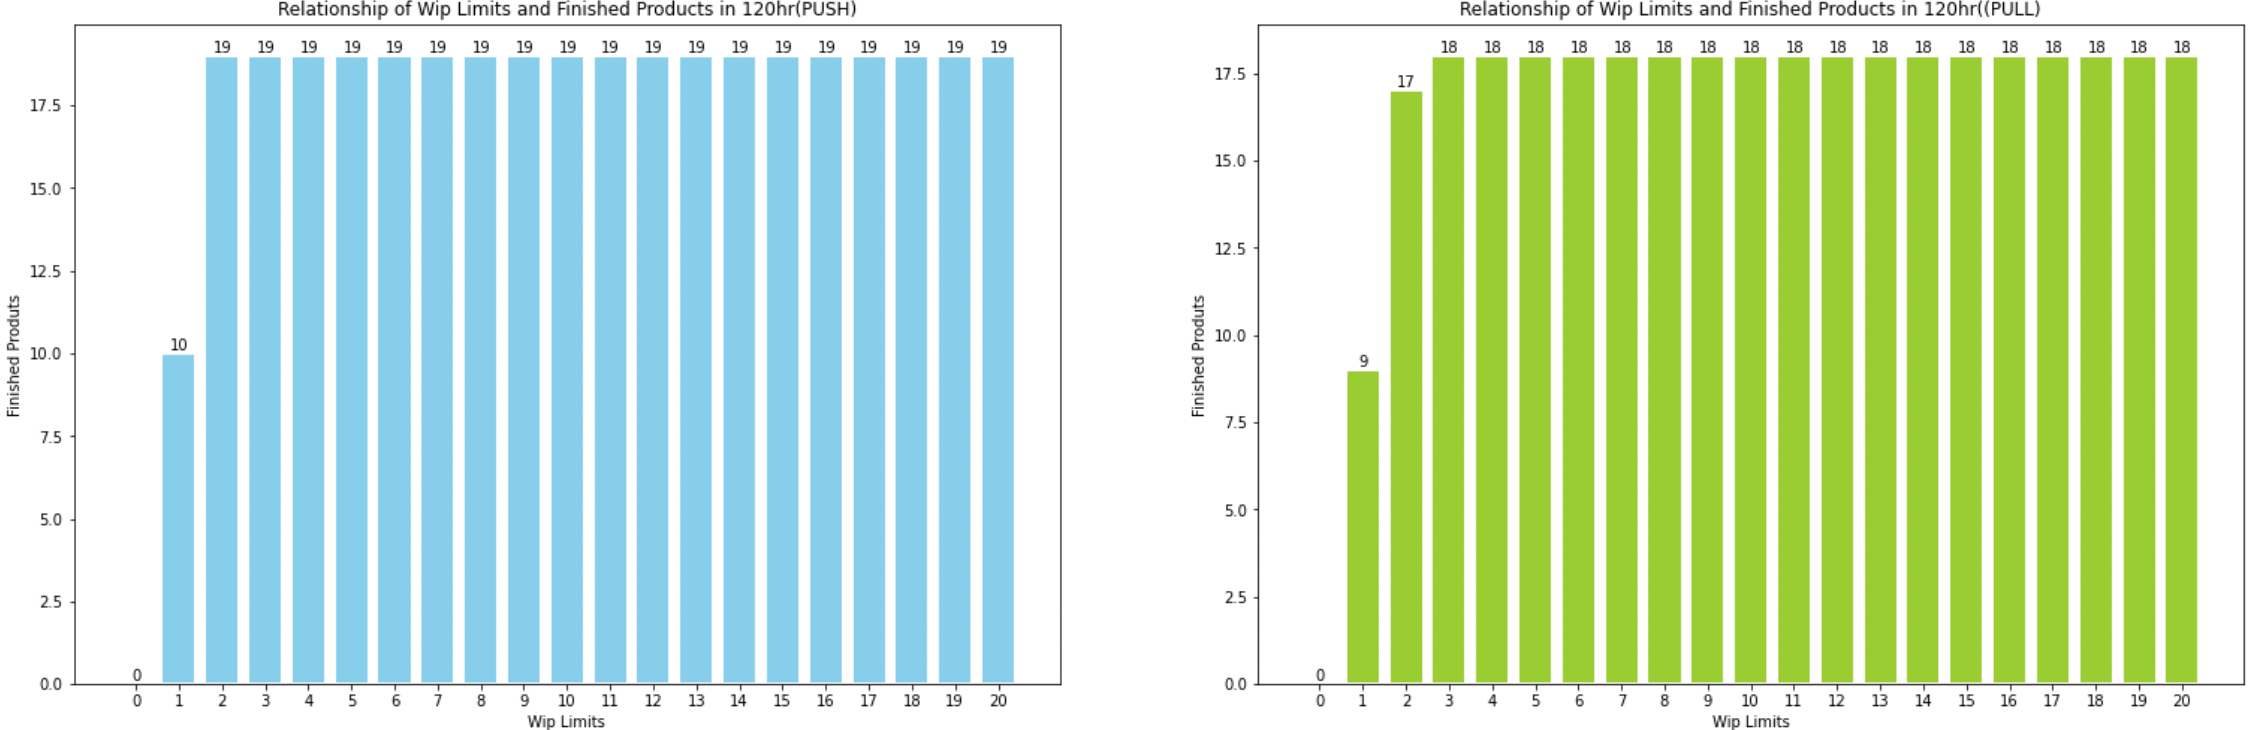 Relationship of Wip Limits and Finished Products in 120hr(PUSH)
19 19 19 19 19 19 19 19 19 19 19 19 19 19 19 19 19 19 19
17.5
15.0
12.5
10
10.0
7.5
5.0
2.5
0
0.0
Finished Produts
0 1 2 3 4 5 6 7 8 9 10 11 12 13 14 15 16 17 18 19 20
Wip Limits
Relationship of Wip Limits and Finished Products in 120hr((PULL)
18 18 18 18 18 18 18 18 18 18 18 18 18 18 18 18 18 18
17
17.5
15.0
12.5
10.0
9
7.5
5.0
2.5
0
0.0
Finished Produts
0 1 2 3 4 5 6 7 8 9 10 11 12 13 14 15 16 17 18 19 20
Wip Limits